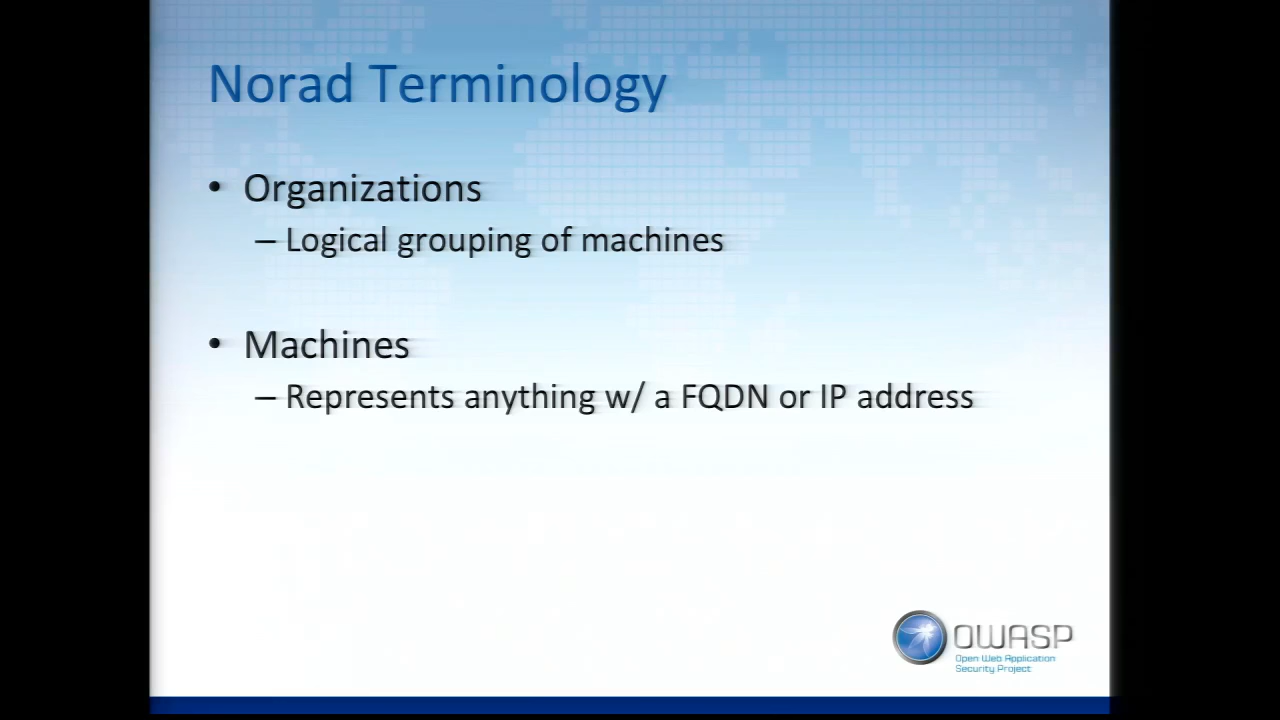 Norad Terminology
• Organizations
– Logical grouping of machines
• Machines
– Represents anything w/ a FQDN or IP address
OWASP
Open Web Application
Security Project